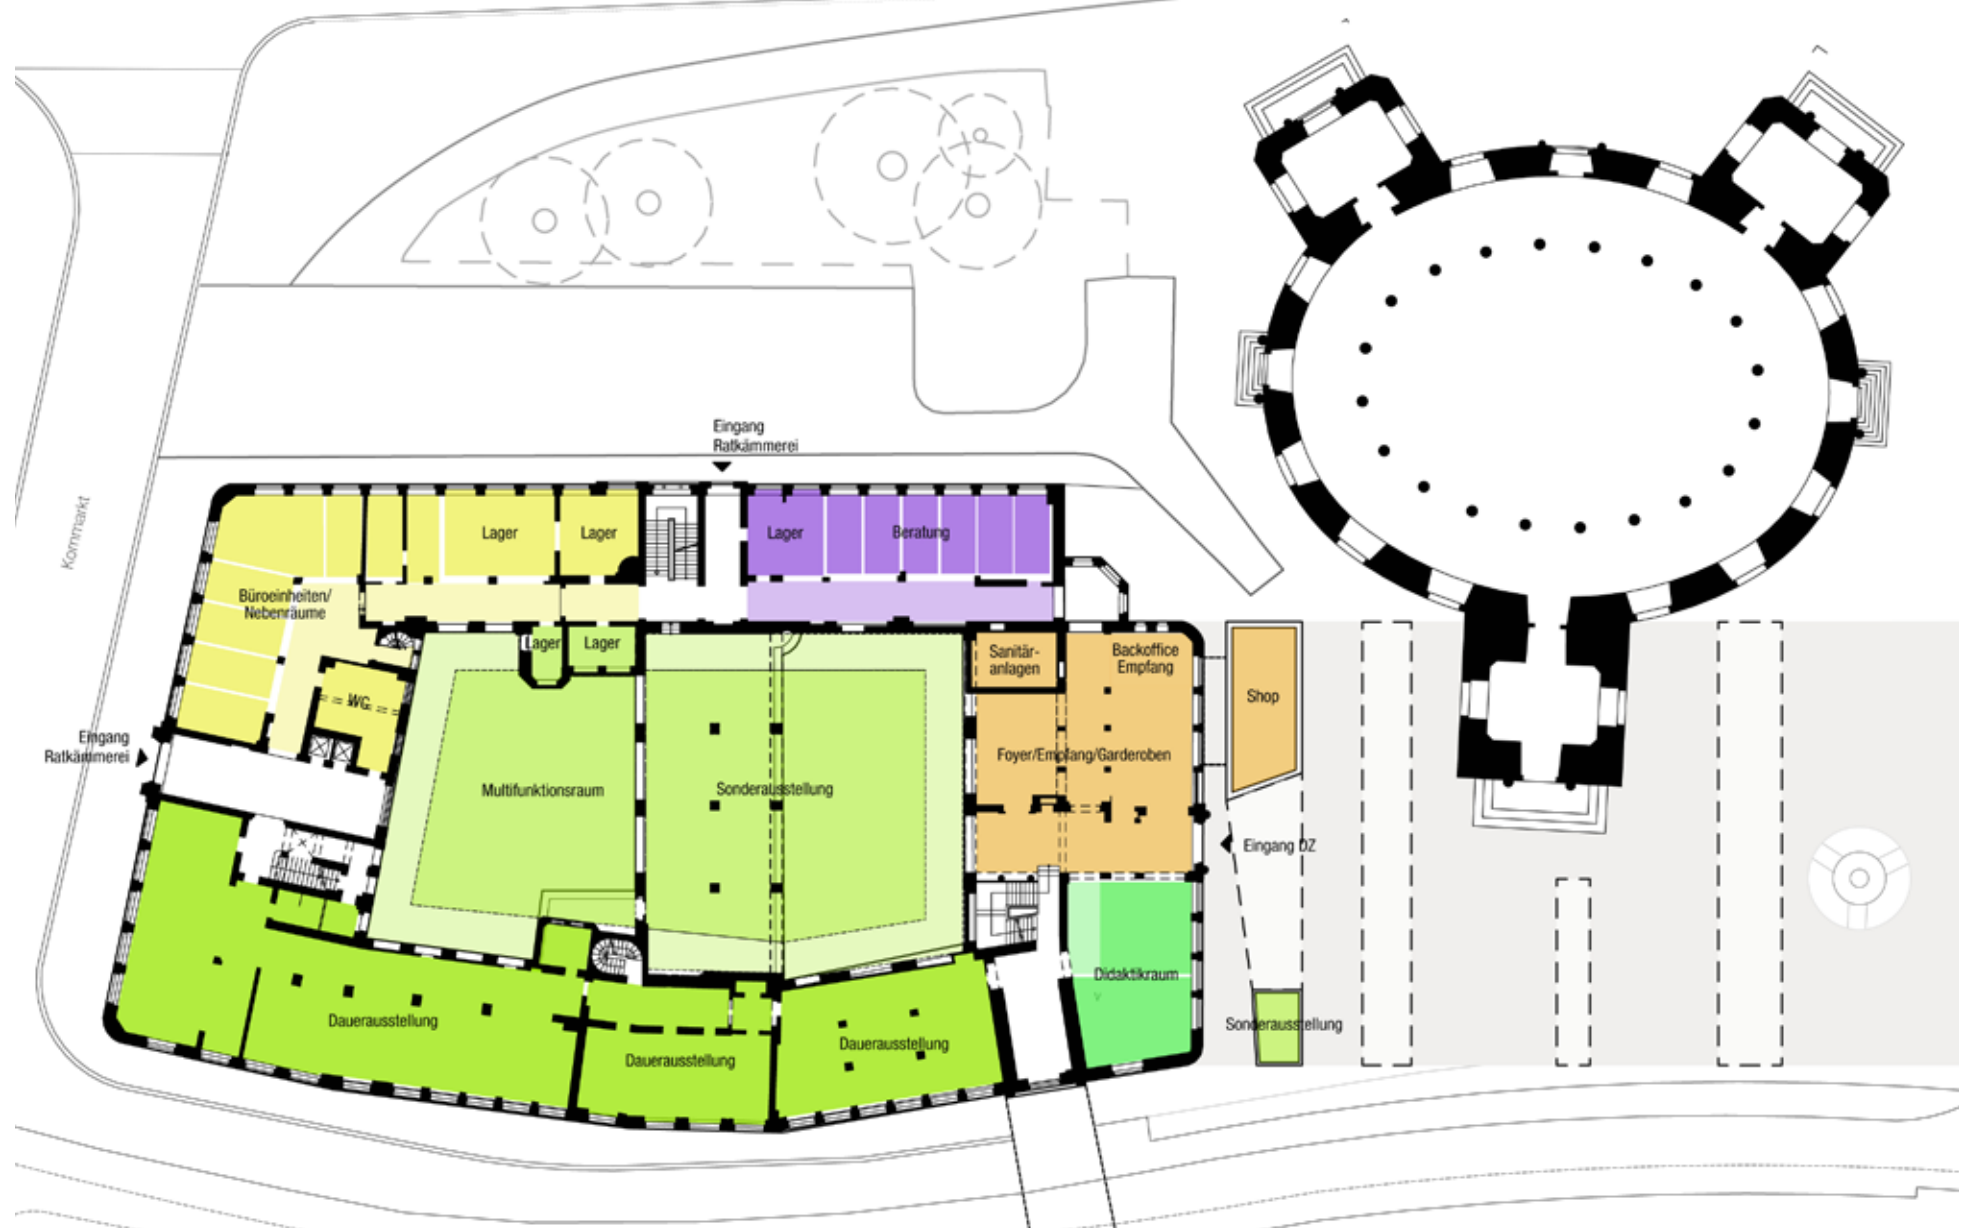 Eingang
Ratkämmerei
Kornmarkt
Lager
Lager
Lager
Beratung
Büroeinheiten/
Nebenräume
Lager
Lager
Sanitär-
anlagen
Backoffice
Empfang
WC
Shop
Eingang
Ratkämmerei
Foyer/Empfang/Garderoben
Multifunktionsraum
Sonderausstellung
Eingang DZ
Didaktikraum
Dauerausstellung
Sonderausstellung
Dauerausstellung
Dauerausstellung